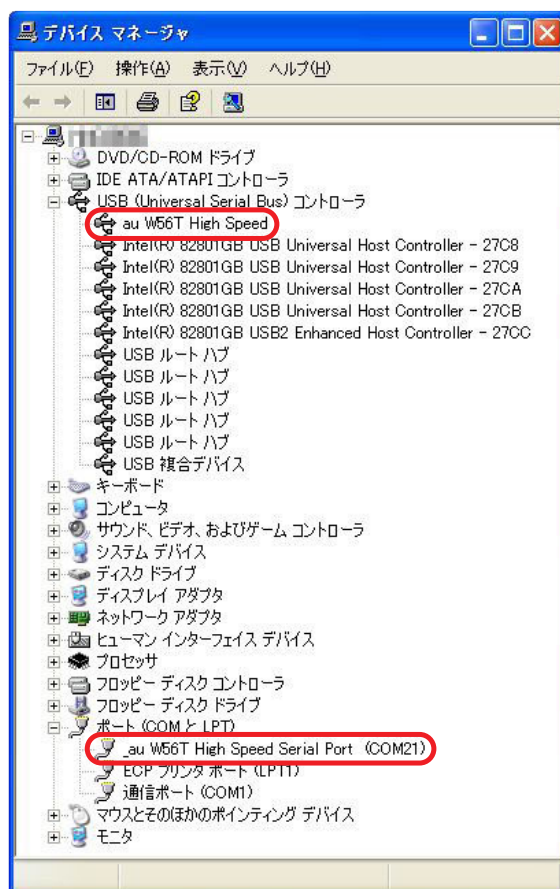 デバイス マネージャ
ファイル(F) 操作(A) 表示(V) ヘルプ(H)
DVD/CD-ROM ドライブ
IDE ATA/ATAPI コントローラ
USB (Universal Serial Bus) コントローラ
au W56T High Speed
Intel(R) 82801GB USB Universal Host Controller - 27C8
Intel(R) 82801GB USB Universal Host Controller - 27C9
Intel(R) 82801GB USB Universal Host Controller - 27CA
Intel(R) 82801GB USB Universal Host Controller - 27CB
Intel(R) 82801GB USB2 Enhanced Host Controller - 27CC
USB ルート ハブ
USB ルート ハブ
USB ルート ハブ
USB ルート ハブ
USB ルート ハブ
USB 複合デバイス
キーボード
コンピュータ
サウンド、ビデオ、およびゲーム コントローラ
システム デバイス
ディスク ドライブ
ディスプレイ アダプタ
ネットワーク アダプタ
ヒューマン インターフェイス デバイス
プロセッサ
フロッピー ディスク コントローラ
フロッピー ディスク ドライブ
ポート (COM と LPT)
_au W56T High Speed Serial Port (COM21)
ECP プリンタ ポート (LPT1)
通信ポート (COM1)
マウスとそのほかのポインティング デバイス
モニタ